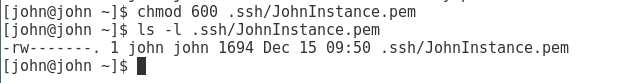 [john@john ~]$ chmod 600 .ssh/JohnInstance.pem
[john@john ~]$ ls -l .ssh/JohnInstance.pem
-rw-------. 1 john john 1694 Dec 15 09:50 .ssh/JohnInstance.pem
[john@john ~]$